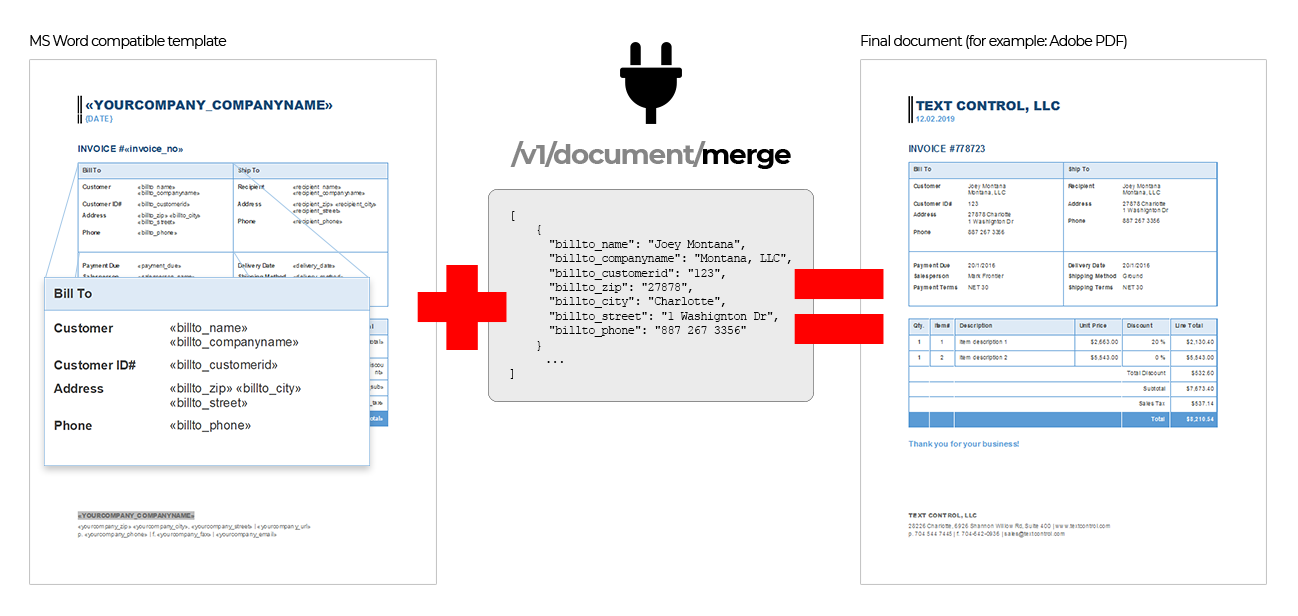 MS Word compatible template
«YOURCOMPANY_COMPANYNAME»
{DATE}
INVOICE #«invoice_no»
Bill To Ship To
Customer «billto_name» Recipient «recipient_name»
«billto_companyname» «recipient_companyname»
Customer ID# «billto_customerid»
Address «billto_zip» «billto_city» Address «recipient_zip» «recipient_city»
«billto_street» «recipient_street»
Phone «billto_phone» Phone «recipient_phone»
Payment Due «payment_due» Delivery Date «delivery_date»
Bill To
Customer «billto_name»
«billto_companyname»
Customer ID# «billto_customerid»
Address «billto_zip» «billto_city»
«billto_street»
Phone «billto_phone»
«YOURCOMPANY_COMPANYNAME»
«yourcompany_zip» «yourcompany_city», «yourcompany_street» | «yourcompany_url»
p. «yourcompany_phone» | f. «yourcompany_fax» | «yourcompany_email»
/v1/document/merge
[
{
"billto_name": "Joey Montana",
"billto_companyname": "Montana, LLC",
"billto_customerid": "123",
"billto_zip": "27878",
"billto_city": "Charlotte",
"billto_street": "1 Washignton Dr",
"billto_phone": "887 267 3356"
}
...
]
Final document (for example: Adobe PDF)
TEXT CONTROL, LLC
12.02.2019
INVOICE #778723
Bill To Ship To
Customer Joey Montana Recipient Joey Montana
Montana, LLC Montana, LLC
Customer ID# 123
Address 27878 Charlotte Address 27878 Charlotte
1 Washignton Dr 1 Washignton Dr
Phone 887 267 3356 Phone 887 267 3356
Payment Due 20/1/2016 Delivery Date 20/1/2016
Salesperson Mark Frontier Shipping Method Ground
Payment Terms NET 30 Shipping Terms NET 30
Qty. Item# Description Unit Price Discount Line Total
1 1 Item description 1 $2,663.00 20 % $2,130.40
1 2 Item description 2 $5,543.00 0 % $5,543.00
Total Discount $532.60
Subtotal $7,673.40
Sales Tax $537.14
Total $8,210.54
Thank you for your business!
TEXT CONTROL, LLC
28226 Charlotte, 6926 Shannon Willow Rd, Suite 400 | www.textcontrol.com
p. 704 544 7445 | f. 704-542-0936 | sales@textcontrol.com